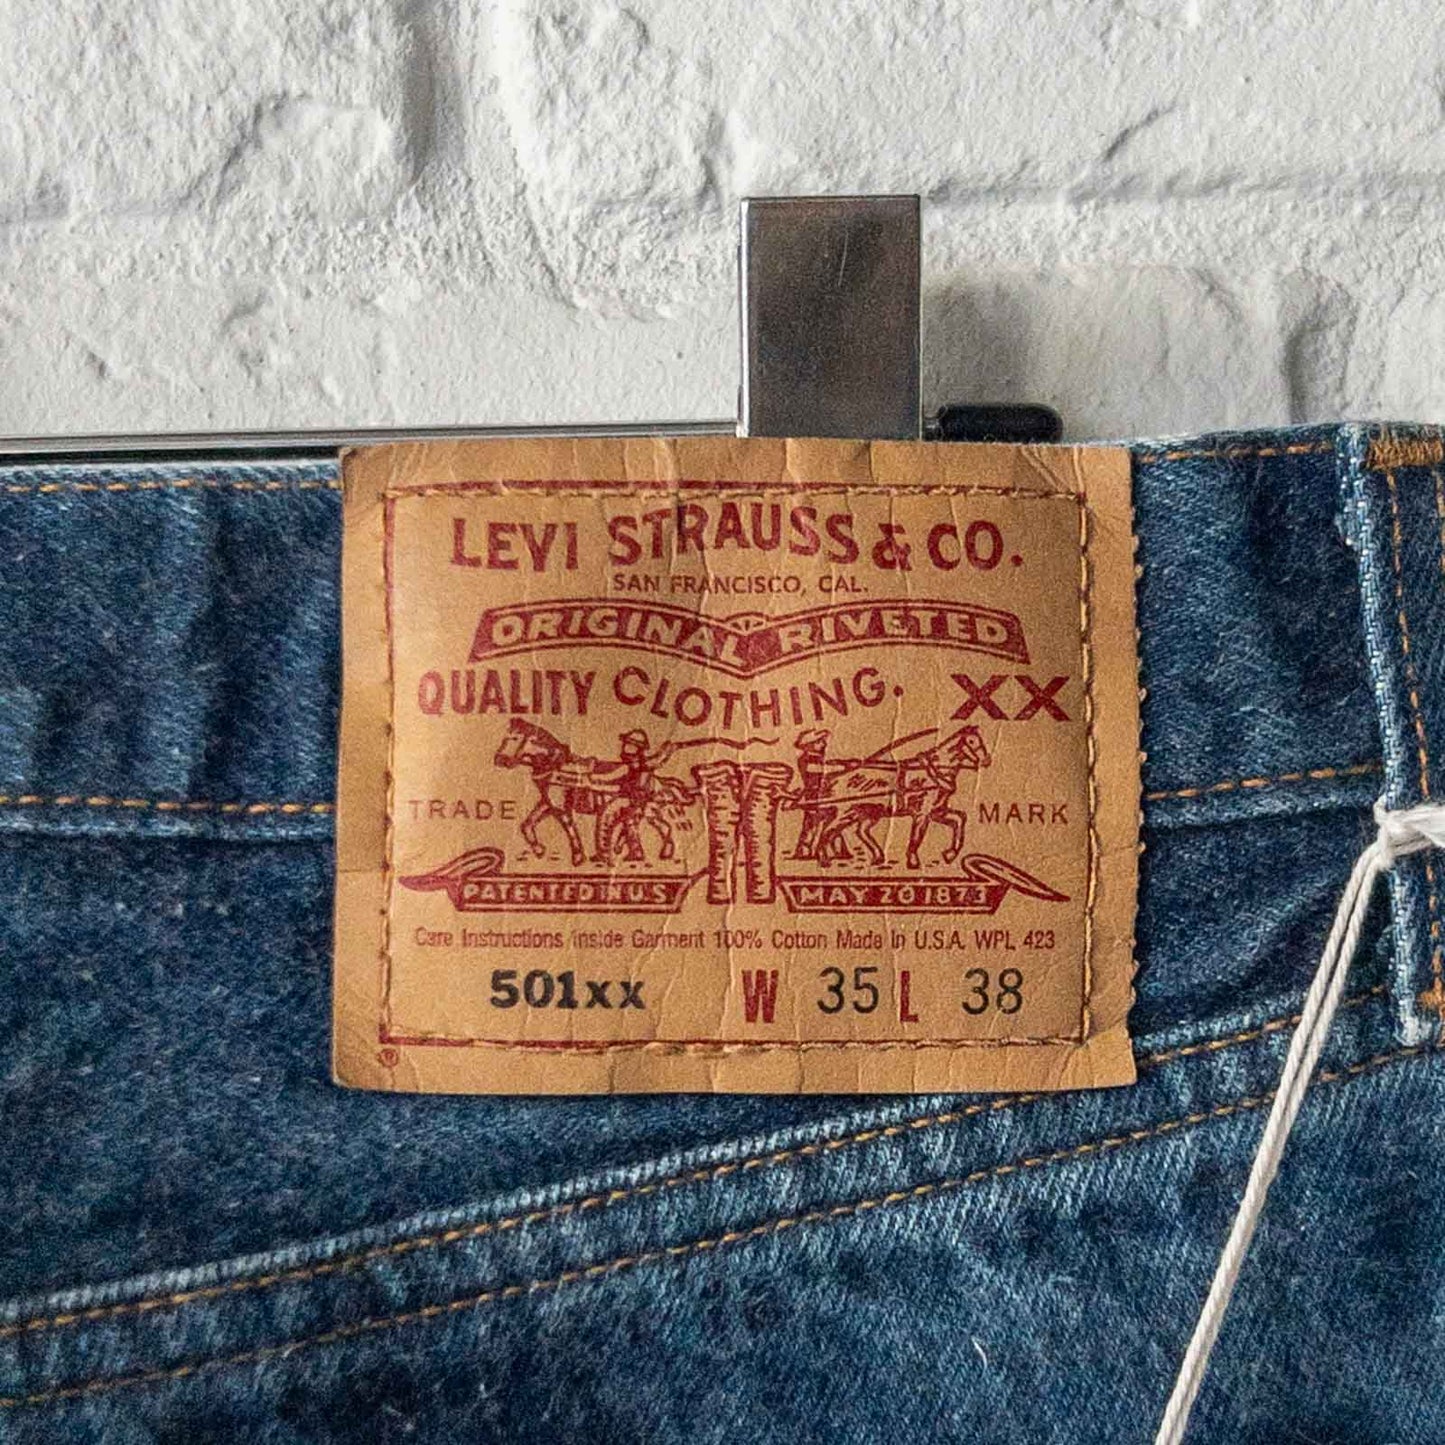 LEVI STRAUSS & CO.
SAN FRANCISCO, CAL.
ORIGINAL RIVETED
QUALITY CLOTHING. XX
TRADE MARK
PATENTED IN U.S. MAY 20 1873
Care Instructions Inside Garment 100% Cotton Made in U.S.A. WPL 423
501xx W 35 L 38
®